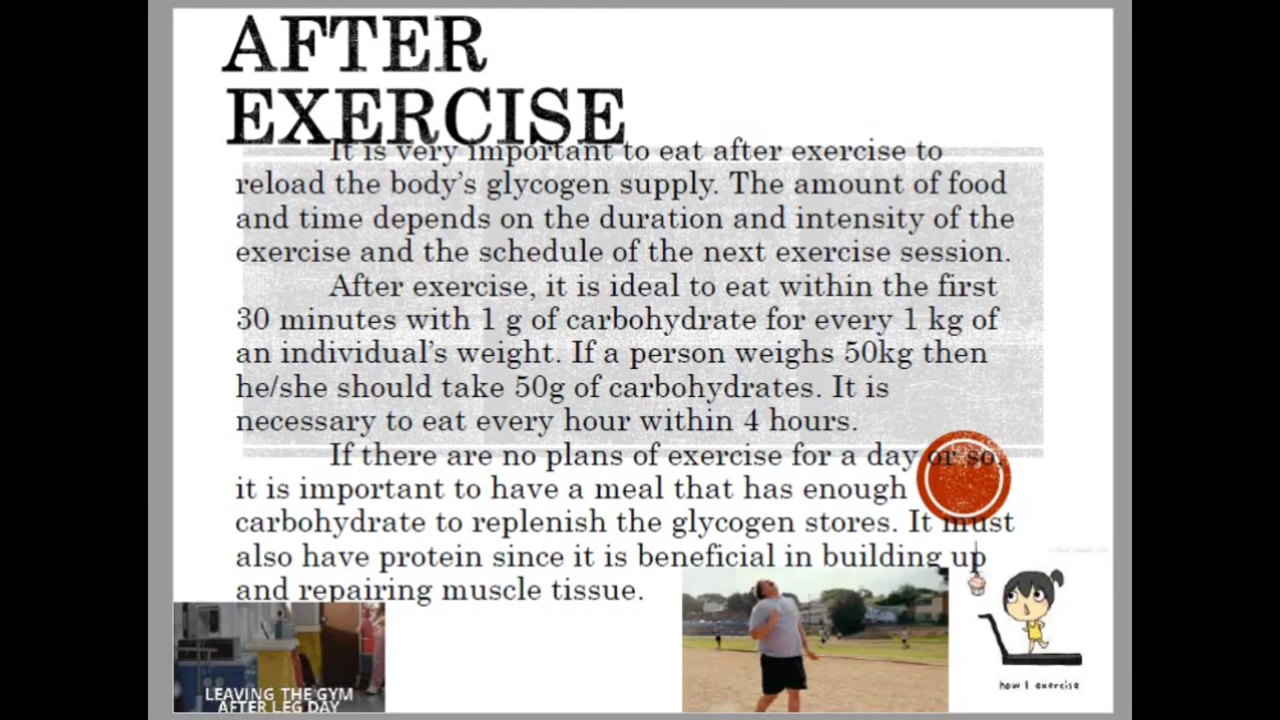 AFTER
EXERCISE
It is very important to eat after exercise to
reload the body's glycogen supply. The amount of food
and time depends on the duration and intensity of the
exercise and the schedule of the next exercise session.
After exercise, it is ideal to eat within the first
30 minutes with 1 g of carbohydrate for every 1 kg of
an individual's weight. If a person weighs 50kg then
he/she should take 50g of carbohydrates. It is
necessary to eat every hour within 4 hours.
If there are no plans of exercise for a day or so,
it is important to have a meal that has enough
carbohydrate to replenish the glycogen stores. It must
also have protein since it is beneficial in building up
and repairing muscle tissue.
LEAVING THE GYM
AFTER LEG DAY
how I exercise